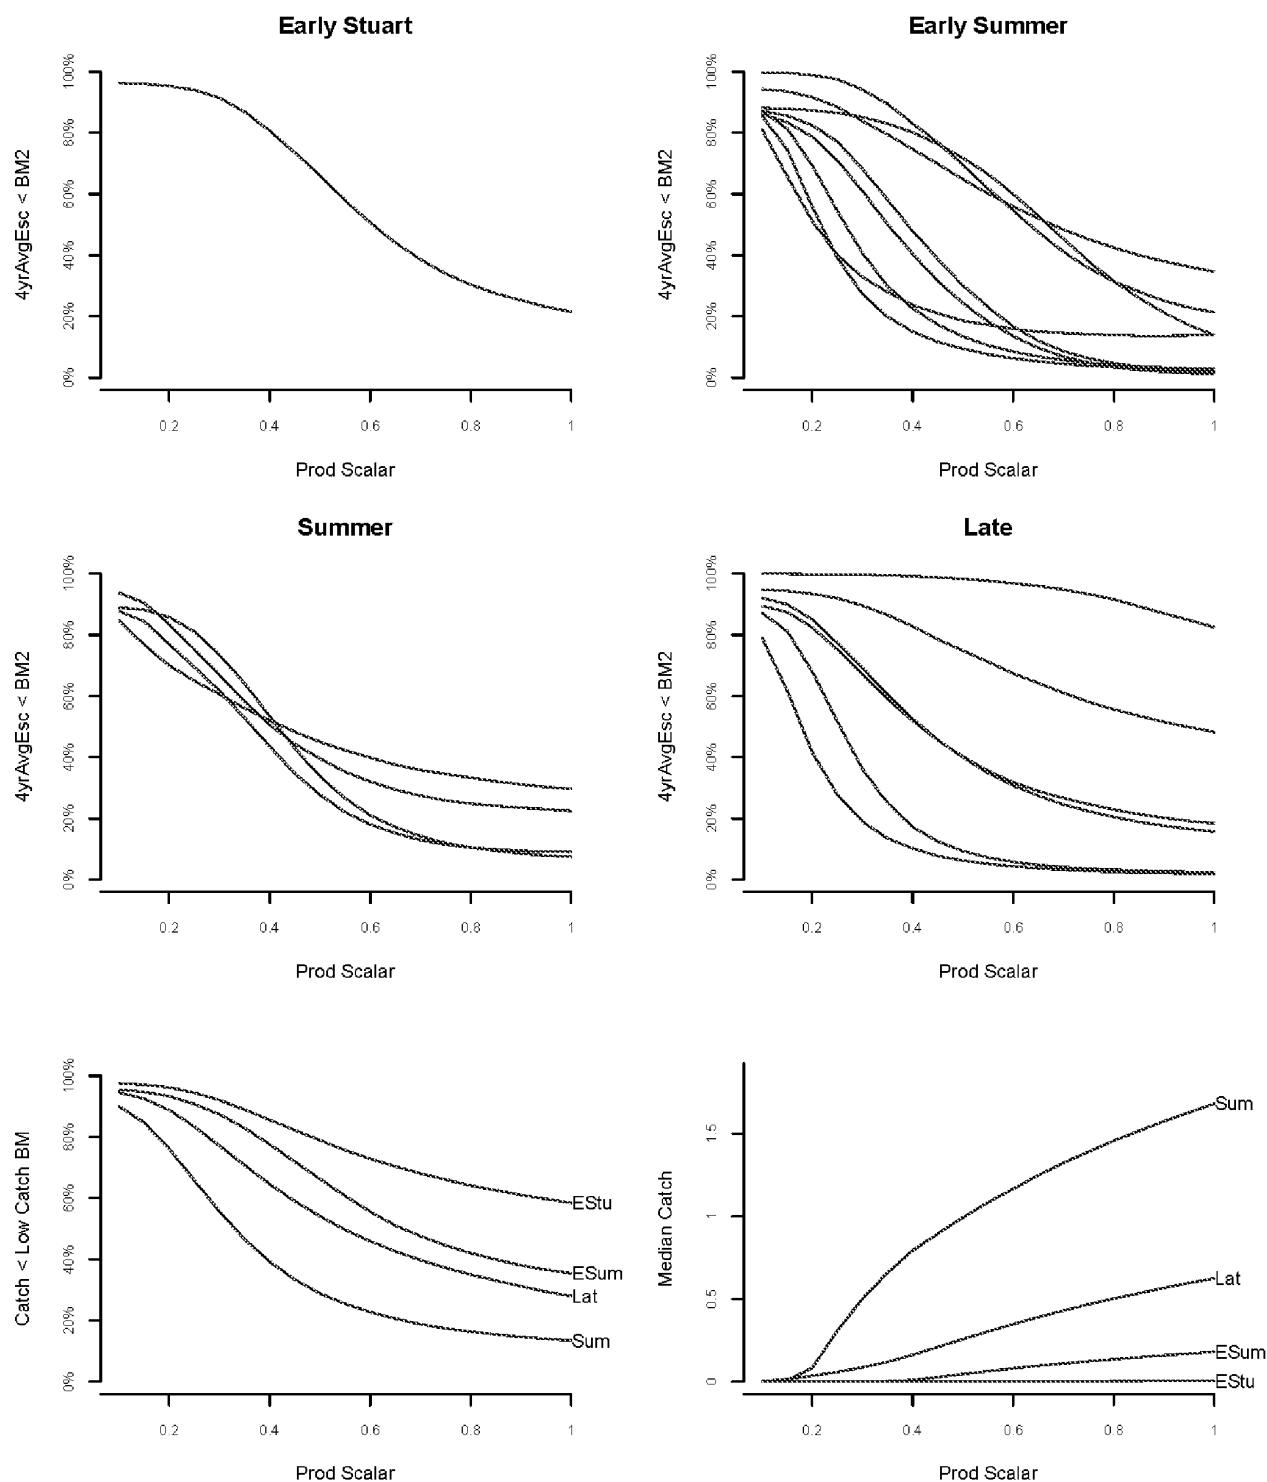 Early Stuart
4yrAvgEsc < BM2
100%
80%
60%
40%
20%
0%
0.2 0.4 0.6 0.8 1
Prod Scalar
Early Summer
4yrAvgEsc < BM2
100%
80%
60%
40%
20%
0%
0.2 0.4 0.6 0.8 1
Prod Scalar
Summer
4yrAvgEsc < BM2
100%
80%
60%
40%
20%
0%
0.2 0.4 0.6 0.8 1
Prod Scalar
Late
4yrAvgEsc < BM2
100%
80%
60%
40%
20%
0%
0.2 0.4 0.6 0.8 1
Prod Scalar
Catch < Low Catch BM
100%
80%
60%
40%
20%
0%
EStu
ESum
Lat
Sum
0.2 0.4 0.6 0.8 1
Prod Scalar
Median Catch
1.5
1
0.5
0
Sum
Lat
ESum
EStu
0.2 0.4 0.6 0.8 1
Prod Scalar